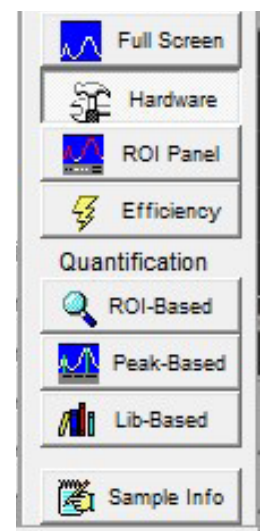 Full Screen
Hardware
ROI Panel
Efficiency
Quantification
ROI-Based
Peak-Based
Lib-Based
Sample Info